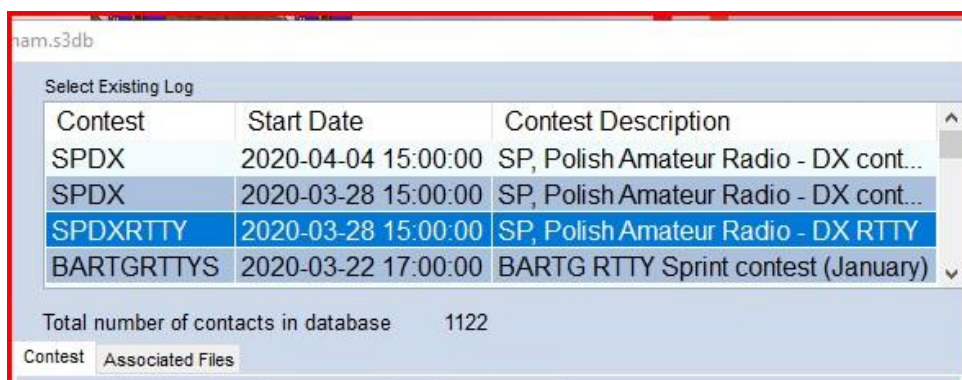 ham.s3db
Select Existing Log
Contest Start Date Contest Description
SPDX 2020-04-04 15:00:00 SP, Polish Amateur Radio - DX cont...
SPDX 2020-03-28 15:00:00 SP, Polish Amateur Radio - DX cont...
SPDXRTTY 2020-03-28 15:00:00 SP, Polish Amateur Radio - DX RTTY
BARTGRTTYS 2020-03-22 17:00:00 BARTG RTTY Sprint contest (January)
Total number of contacts in database 1122
Contest Associated Files